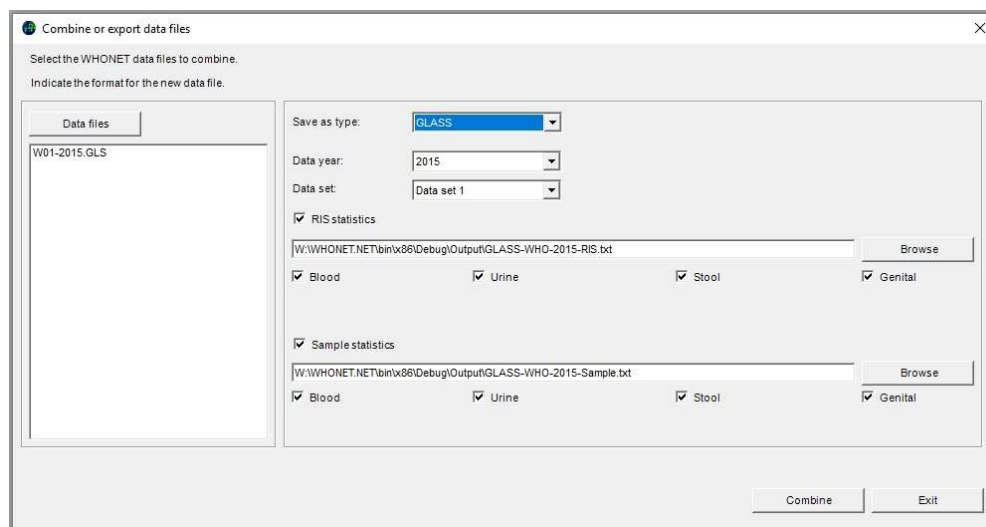 Combine or export data files
Select the WHONET data files to combine.
Indicate the format for the new data file.
Data files
W01-2015.GLS
Save as type: GLASS
Data year: 2015
Data set: Data set 1
RIS statistics
W:\WHONET.NET\bin\x86\Debug\Output\GLASS-WHO-2015-RIS.txt Browse
Blood Urine Stool Genital
Sample statistics
W:\WHONET.NET\bin\x86\Debug\Output\GLASS-WHO-2015-Sample.txt Browse
Blood Urine Stool Genital
Combine Exit